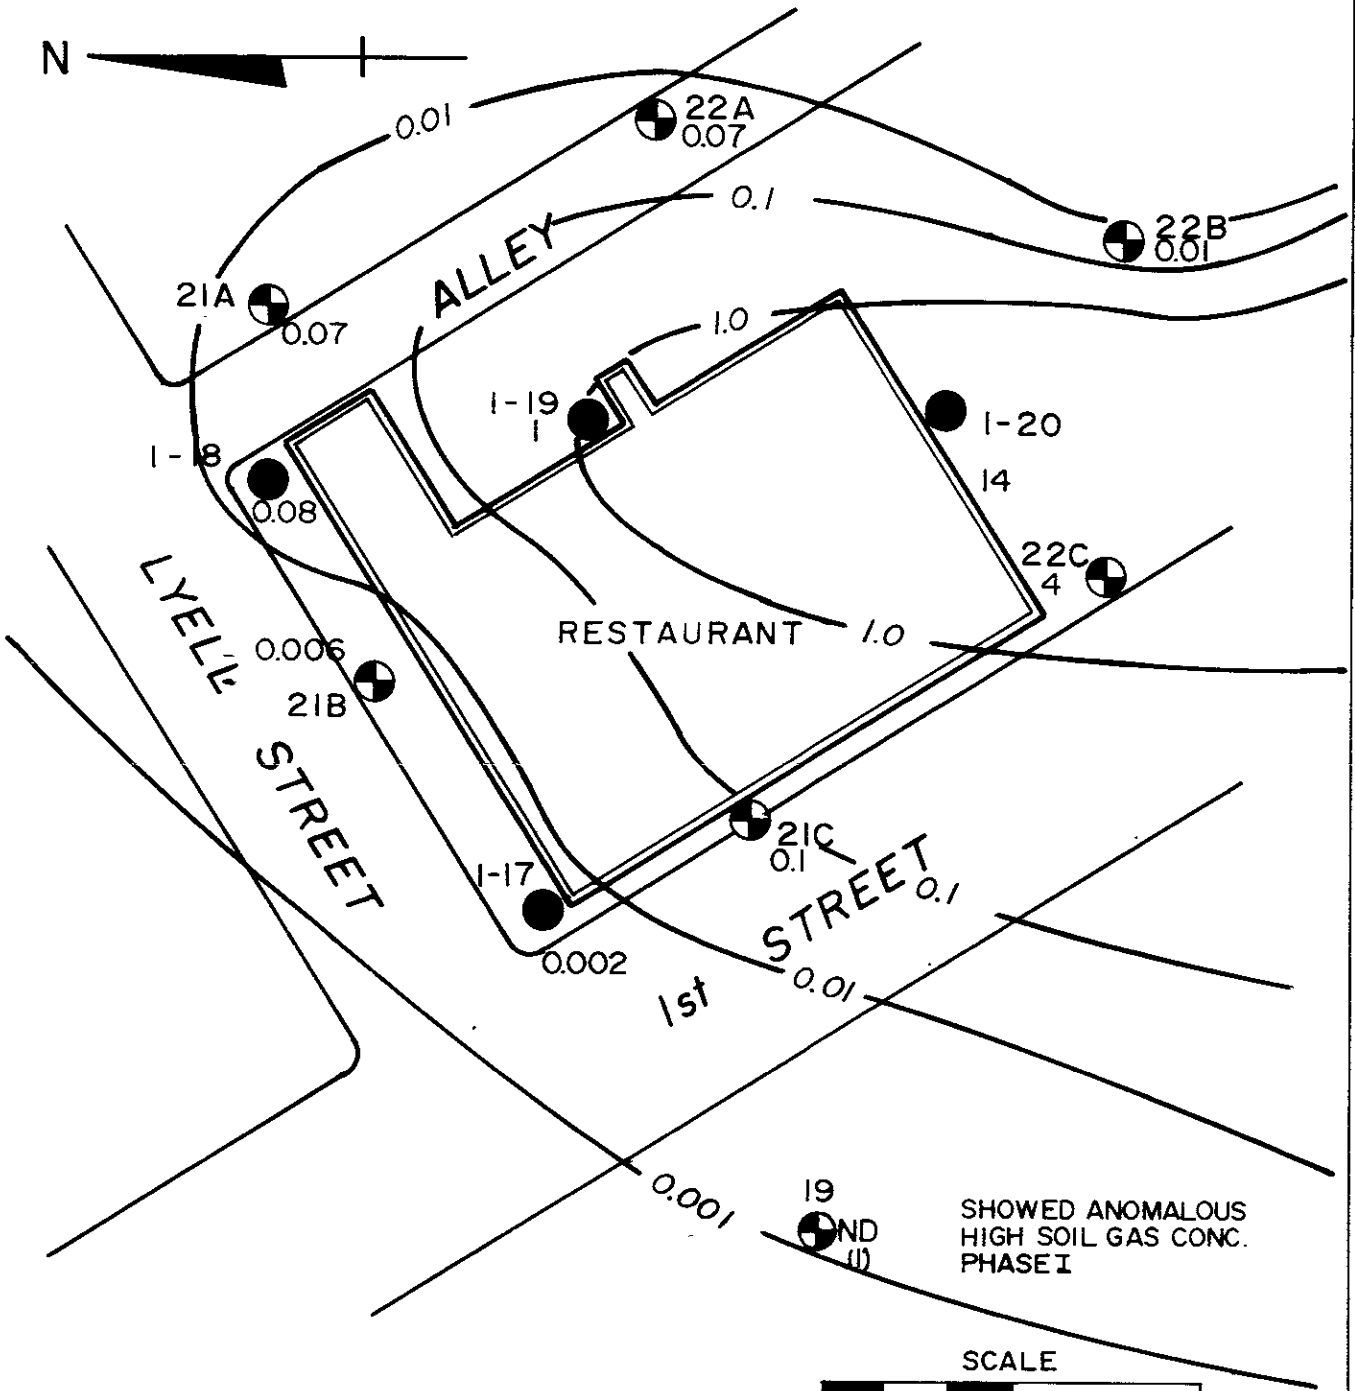 N
0.01
22A
0.07
0.1
22B
0.01
ALLEY
21A
0.07
1.0
1-19
1
1-20
1-18
14
0.08
22C
4
LYELL
STREET
RESTAURANT
1.0
0.006
21B
21C
0.1
1-17
0.1
0.002
1st STREET
0.01
0.001
19
ND
(1)
SHOWED ANOMALOUS
HIGH SOIL GAS CONC.
PHASE I
SCALE